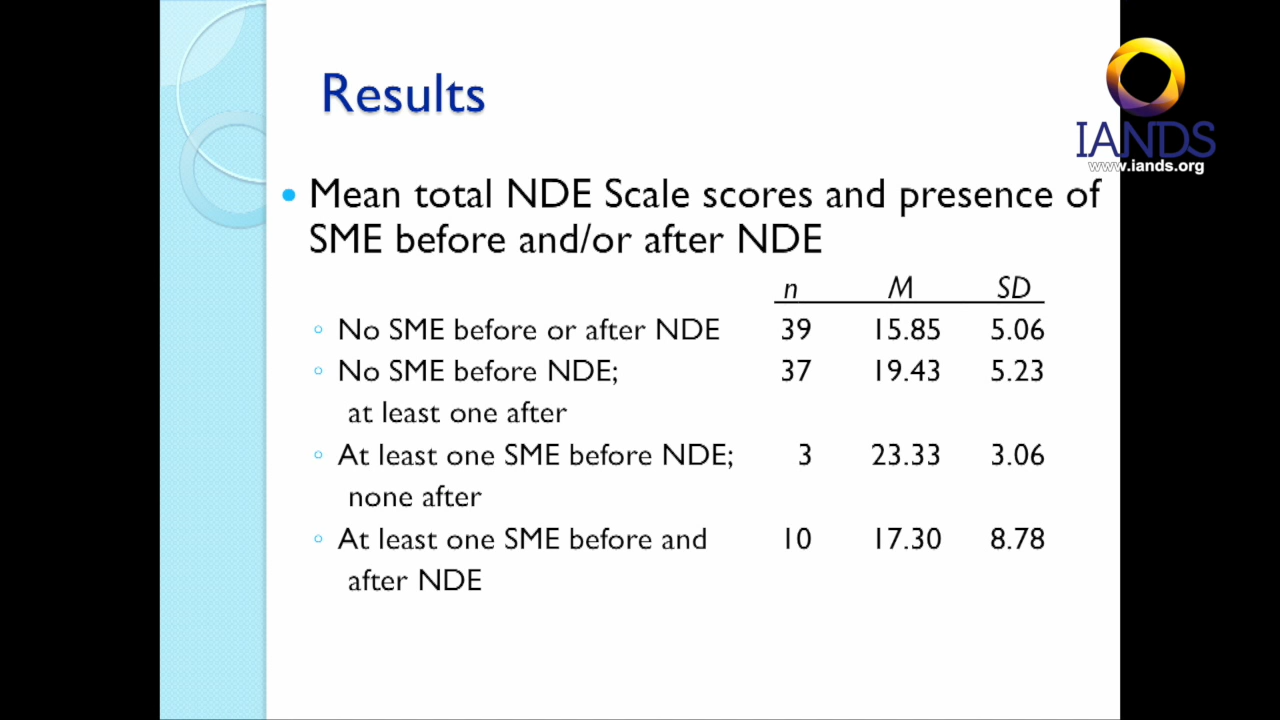 Results
IANDS
www.iands.org
• Mean total NDE Scale scores and presence of
SME before and/or after NDE
n M SD
◦ No SME before or after NDE 39 15.85 5.06
◦ No SME before NDE; 37 19.43 5.23
at least one after
◦ At least one SME before NDE; 3 23.33 3.06
none after
◦ At least one SME before and 10 17.30 8.78
after NDE